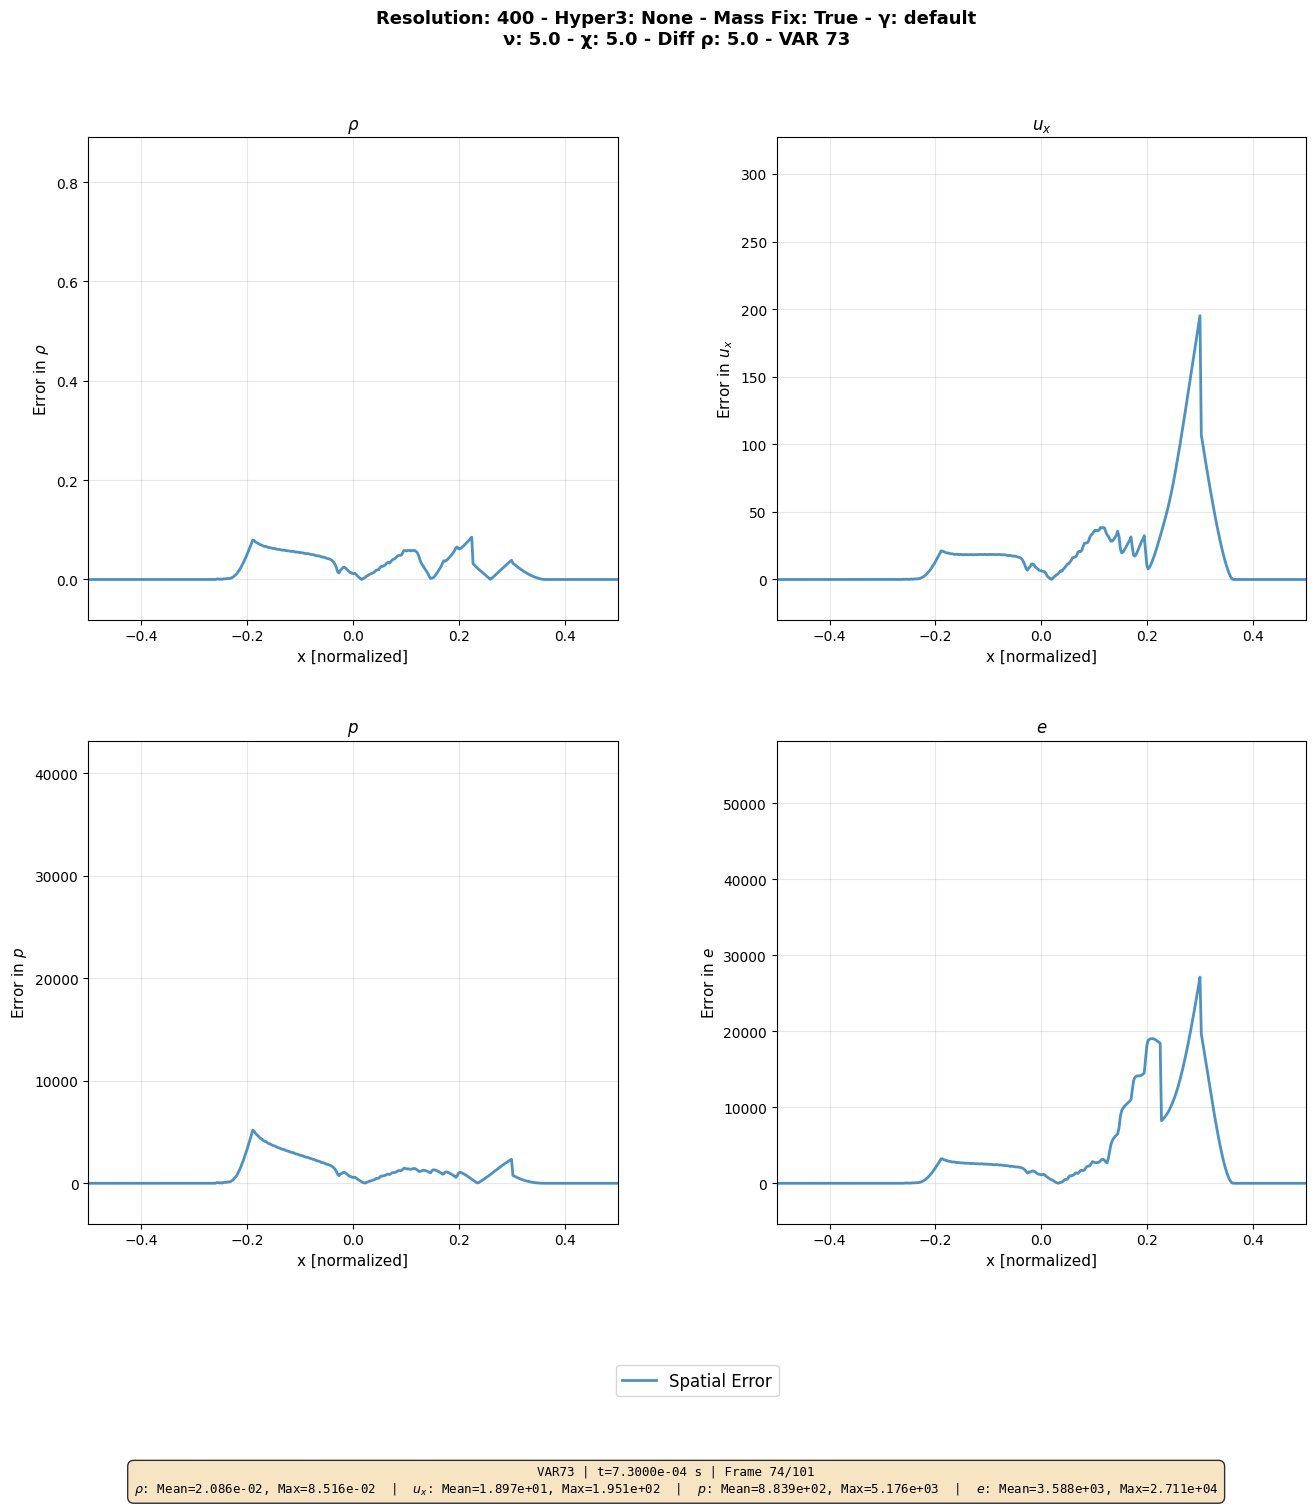 Resolution: 400 - Hyper3: None - Mass Fix: True - γ: default
ν: 5.0 - χ: 5.0 - Diff ρ: 5.0 - VAR 73
ρ
0.8
0.6
0.4
0.2
0.0
Error in ρ
−0.4 −0.2 0.0 0.2 0.4
x [normalized]
u_x
300
250
200
150
100
50
0
Error in u_x
−0.4 −0.2 0.0 0.2 0.4
x [normalized]
p
40000
30000
20000
10000
0
Error in p
−0.4 −0.2 0.0 0.2 0.4
x [normalized]
e
50000
40000
30000
20000
10000
0
Error in e
−0.4 −0.2 0.0 0.2 0.4
x [normalized]
Spatial Error
VAR73 | t=7.3000e-04 s | Frame 74/101
ρ: Mean=2.086e-02, Max=8.516e-02 | u_x: Mean=1.897e+01, Max=1.951e+02 | p: Mean=8.839e+02, Max=5.176e+03 | e: Mean=3.588e+03, Max=2.711e+04